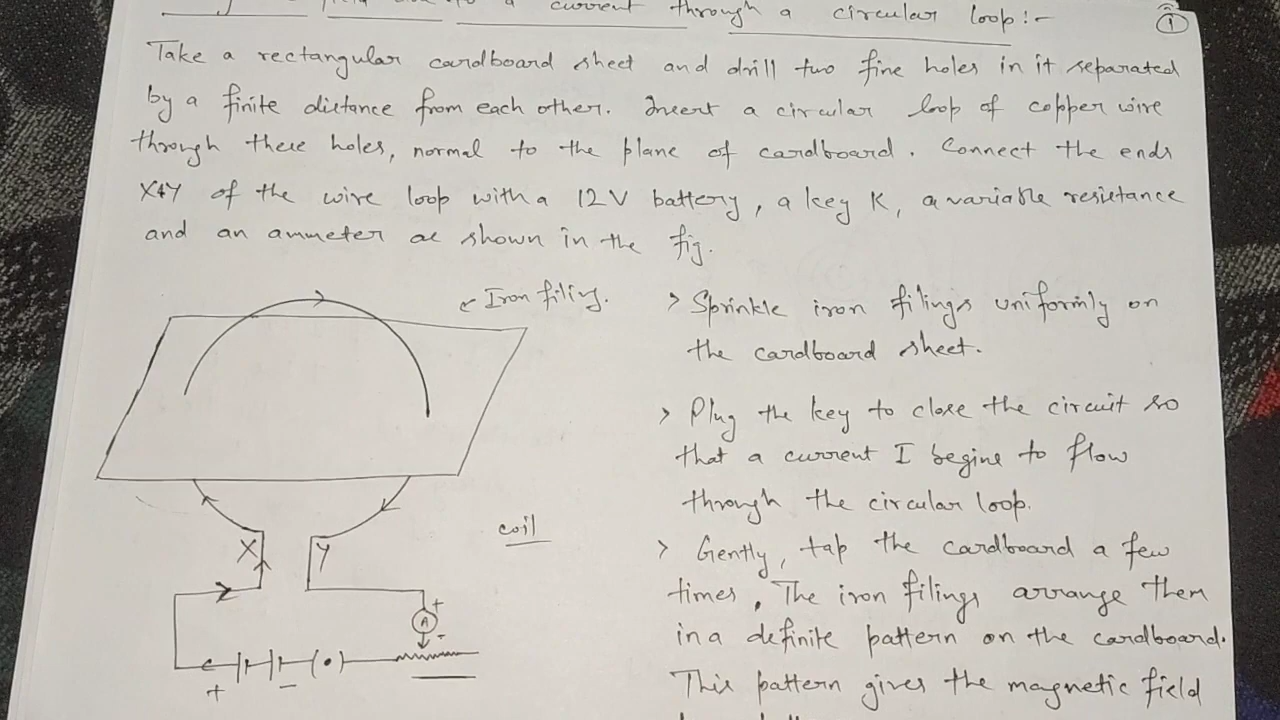 field due to a current through a circular loop:-
1
Take a rectangular cardboard sheet and drill two fine holes in it separated
by a finite distance from each other. Insert a circular loop of copper wire
through these holes, normal to the plane of cardboard. Connect the ends
X&Y of the wire loop with a 12V battery, a key K, a variable resistance
and an ammeter as shown in the fig.
← Iron filing.
> Sprinkle iron filings uniformly on
the cardboard sheet.
> Plug the key to close the circuit so
that a current I begins to flow
through the circular loop.
coil
> Gently, tap the cardboard a few
times. The iron filings arrange them
in a definite pattern on the cardboard.
This pattern gives the magnetic field
X Y
+
A
-
+ -